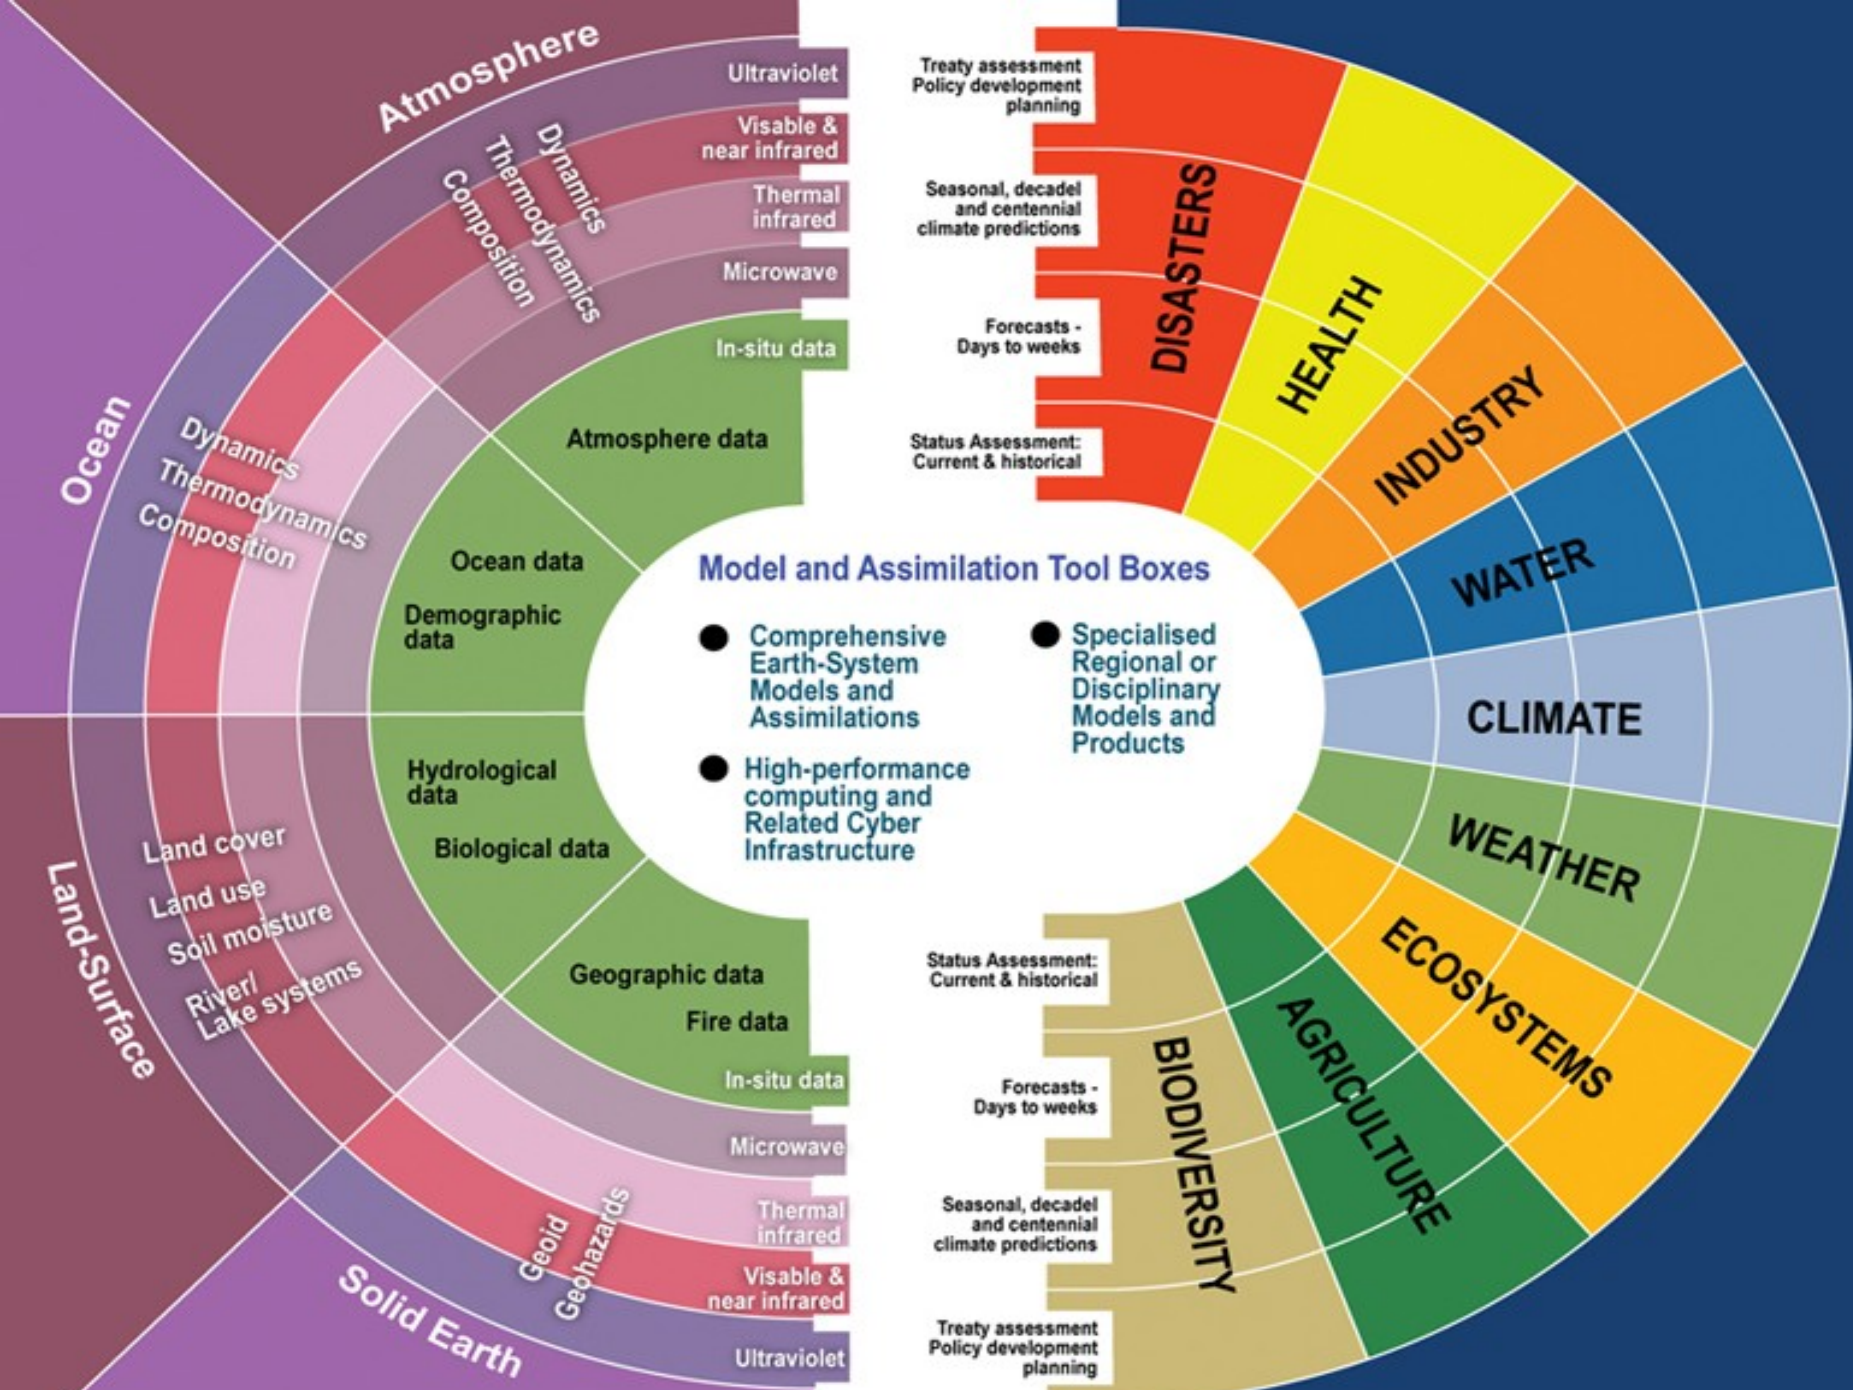 Atmosphere
Ultraviolet
Visable &
near infrared
Thermal
infrared
Microwave
In-situ data
Dynamics
Thermodynamics
Composition
Atmosphere data
Ocean
Dynamics
Thermodynamics
Composition
Ocean data
Demographic
data
Land-Surface
Land cover
Land use
Soil moisture
River/
Lake systems
Hydrological
data
Biological data
Solid Earth
Geoid
Geohazards
Geographic data
Fire data
In-situ data
Microwave
Thermal
infrared
Visable &
near infrared
Ultraviolet
Model and Assimilation Tool Boxes
Comprehensive
Earth-System
Models and
Assimilations
High-performance
computing and
Related Cyber
Infrastructure
Specialised
Regional or
Disciplinary
Models and
Products
Treaty assessment
Policy development
planning
Seasonal, decadel
and centennial
climate predictions
Forecasts -
Days to weeks
Status Assessment:
Current & historical
DISASTERS
HEALTH
INDUSTRY
WATER
CLIMATE
WEATHER
ECOSYSTEMS
AGRICULTURE
BIODIVERSITY
Status Assessment:
Current & historical
Forecasts -
Days to weeks
Seasonal, decadel
and centennial
climate predictions
Treaty assessment
Policy development
planning